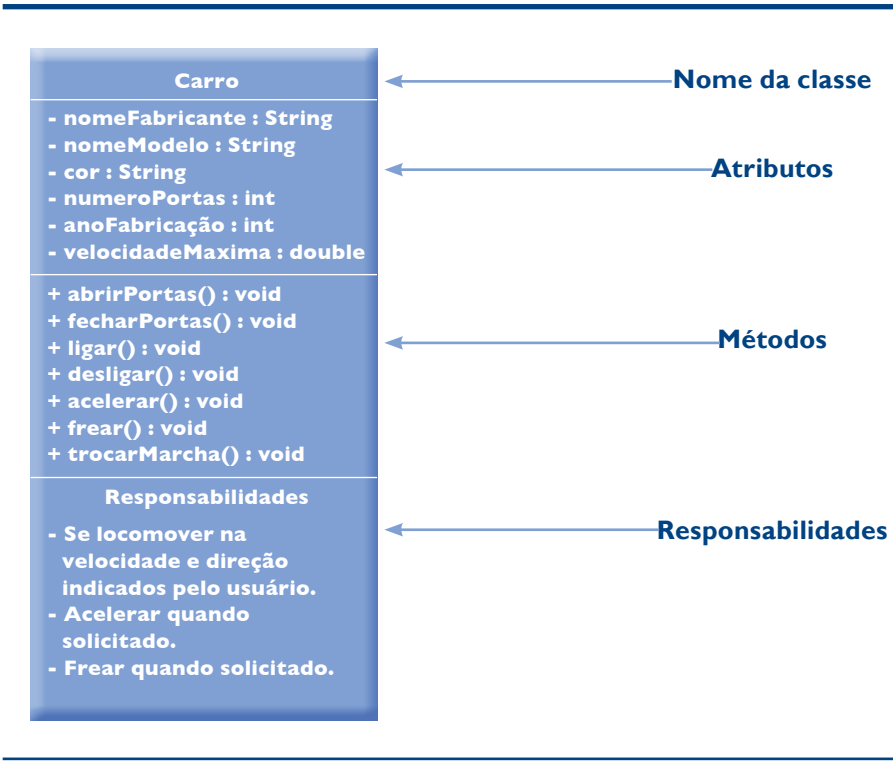 Carro
Nome da classe
- nomeFabricante : String
- nomeModelo : String
- cor : String
- numeroPortas : int
- anoFabricação : int
- velocidadeMaxima : double
Atributos
+ abrirPortas() : void
+ fecharPortas() : void
+ ligar() : void
+ desligar() : void
+ acelerar() : void
+ frear() : void
+ trocarMarcha() : void
Métodos
Responsabilidades
- Se locomover na
velocidade e direção
indicados pelo usuário.
- Acelerar quando
solicitado.
- Frear quando solicitado.
Responsabilidades